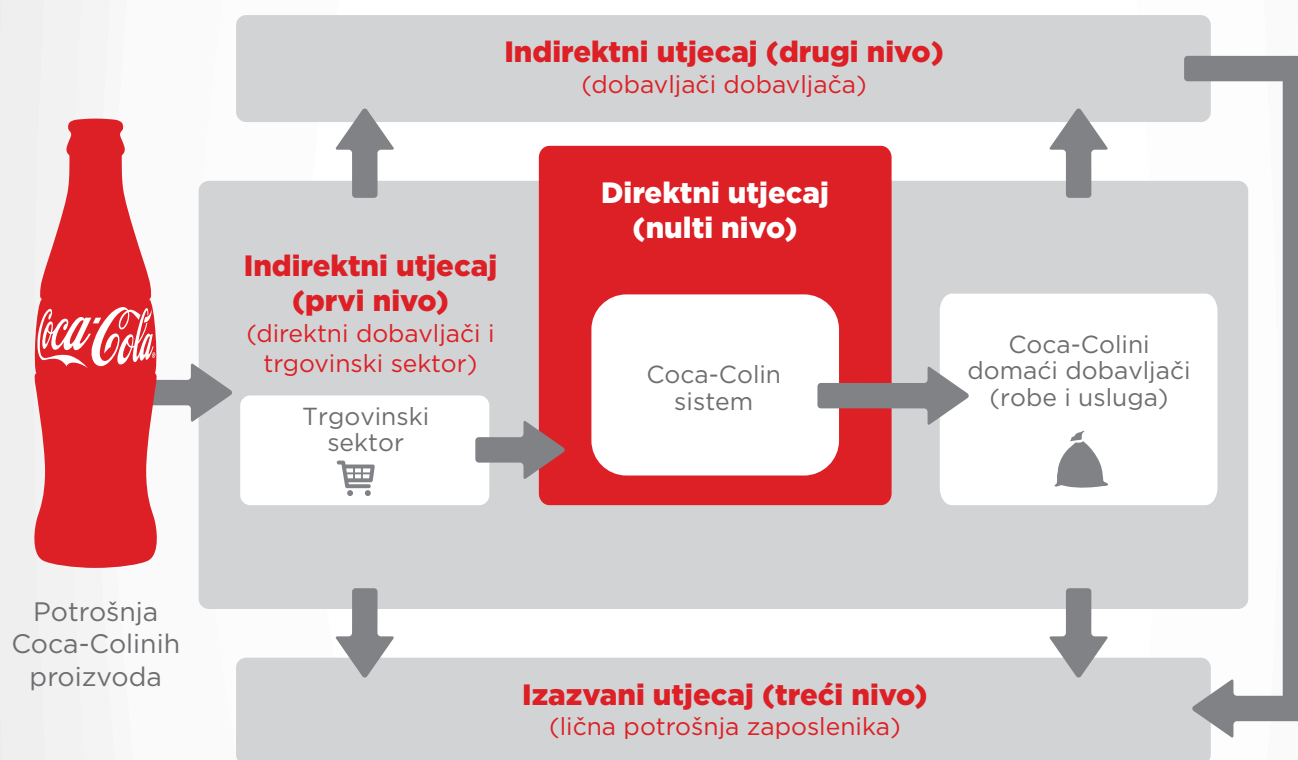 Indirektni utjecaj (drugi nivo)
(dobavljači dobavljača)
Direktni utjecaj
(nulti nivo)
Indirektni utjecaj
(prvi nivo)
(direktni dobavljači i
trgovinski sektor)
Trgovinski
sektor
Coca-Colin
sistem
Coca-Colini
domaći dobavljači
(robe i usluga)
Coca-Cola
Potrošnja
Coca-Colinih
proizvoda
Izazvani utjecaj (treći nivo)
(lična potrošnja zaposlenika)